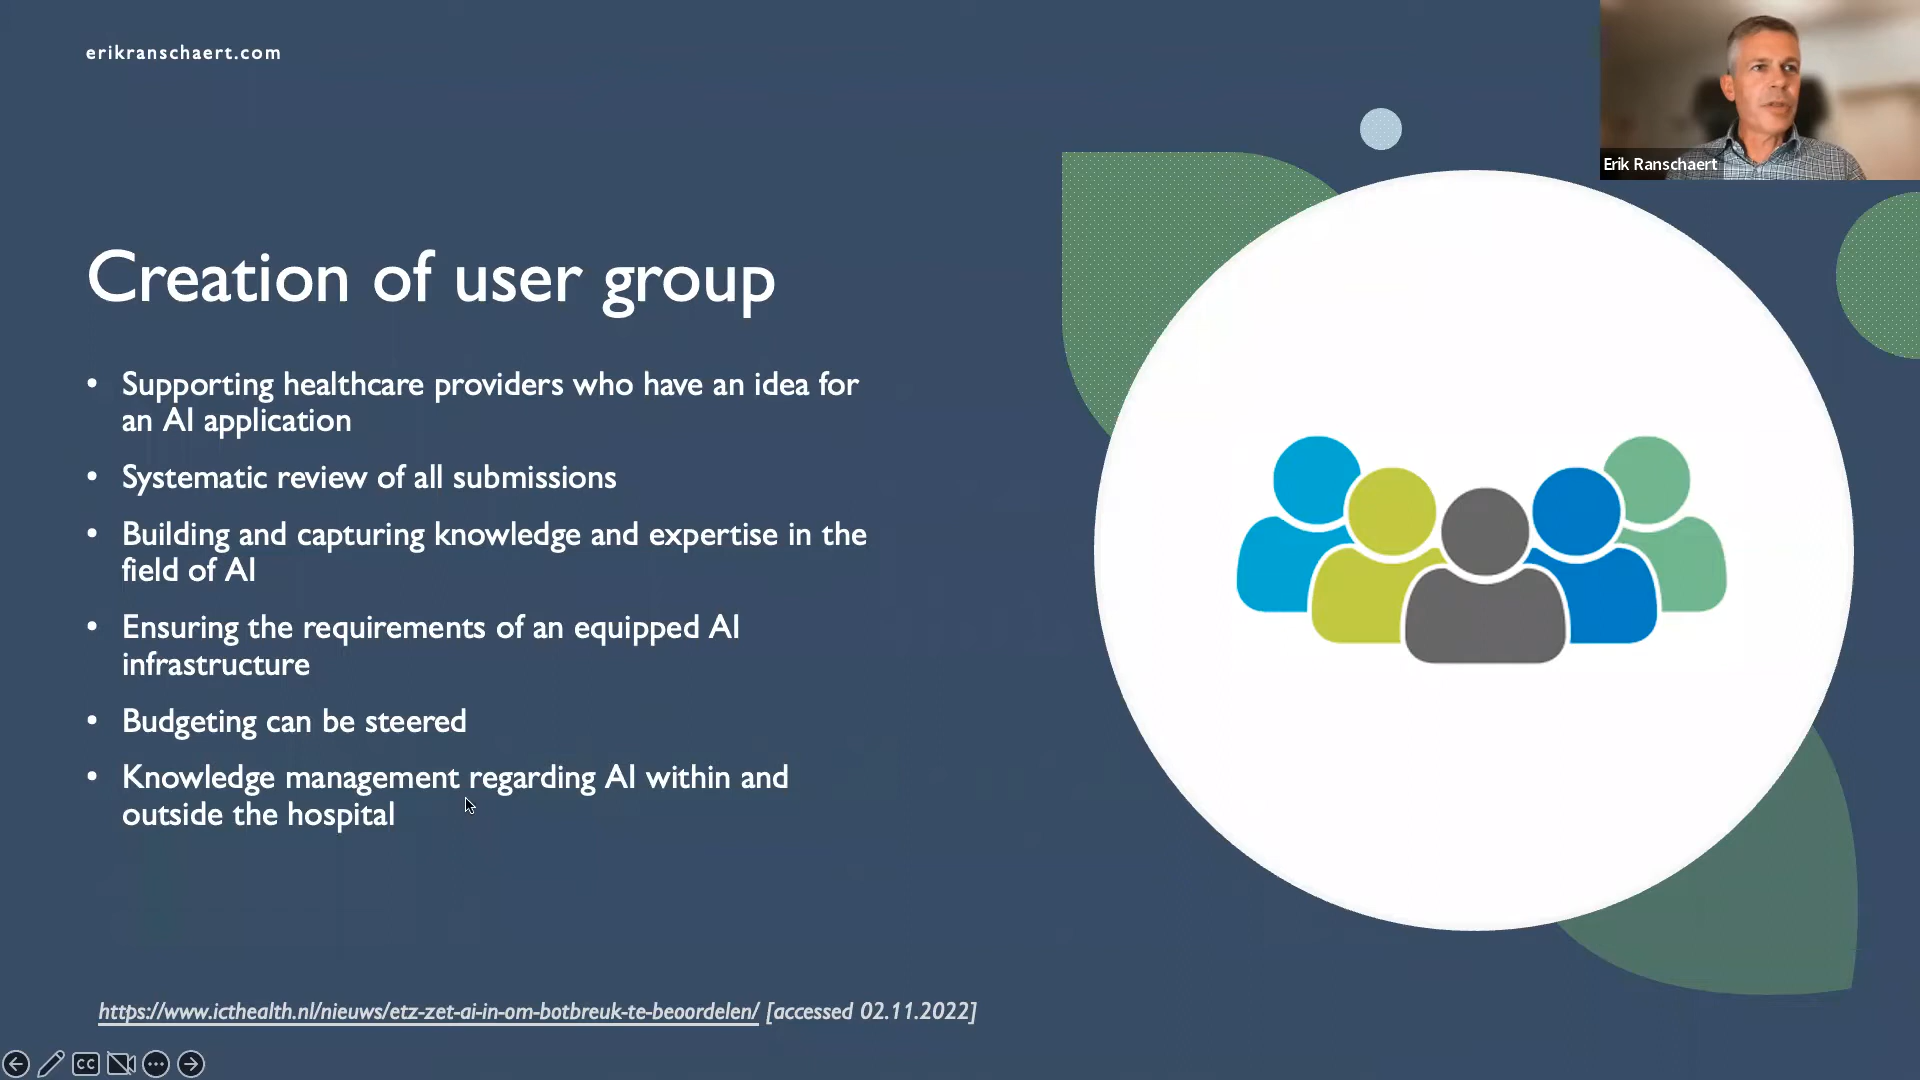 erikranschaert.com
Erik Ranschaert
Creation of user group
• Supporting healthcare providers who have an idea for
an AI application
• Systematic review of all submissions
• Building and capturing knowledge and expertise in the
field of AI
• Ensuring the requirements of an equipped AI
infrastructure
• Budgeting can be steered
• Knowledge management regarding AI within and
outside the hospital
https://www.icthealth.nl/nieuws/etz-zet-ai-in-om-botbreuk-te-beoordelen/ [accessed 02.11.2022]
CC